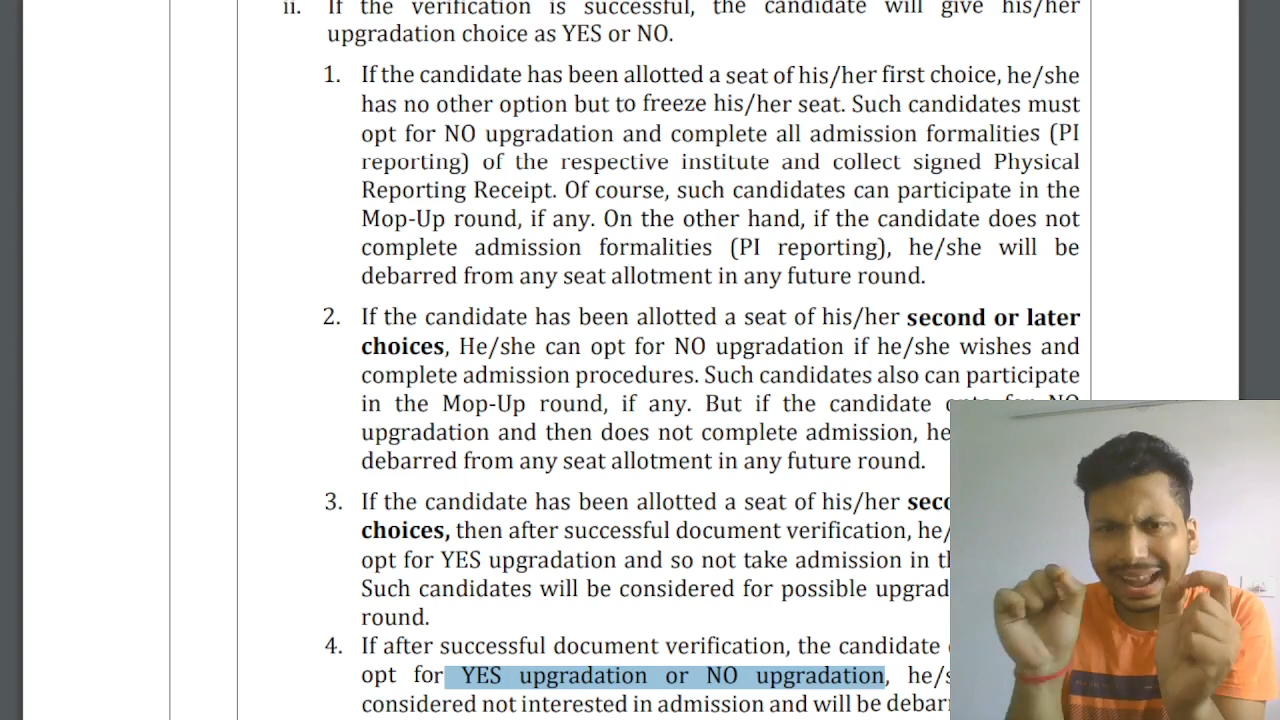 ii. If the verification is successful, the candidate will give his/her
upgradation choice as YES or NO.
1. If the candidate has been allotted a seat of his/her first choice, he/she
has no other option but to freeze his/her seat. Such candidates must
opt for NO upgradation and complete all admission formalities (PI
reporting) of the respective institute and collect signed Physical
Reporting Receipt. Of course, such candidates can participate in the
Mop-Up round, if any. On the other hand, if the candidate does not
complete admission formalities (PI reporting), he/she will be
debarred from any seat allotment in any future round.
2. If the candidate has been allotted a seat of his/her second or later
choices, He/she can opt for NO upgradation if he/she wishes and
complete admission procedures. Such candidates also can participate
in the Mop-Up round, if any. But if the candidate
upgradation and then does not complete admission, he
debarred from any seat allotment in any future round.
3. If the candidate has been allotted a seat of his/her
choices, then after successful document verification, he/
opt for YES upgradation and so not take admission in
Such candidates will be considered for possible upgrad
round.
4. If after successful document verification, the candidate
opt for YES upgradation or NO upgradation,
considered not interested in admission and will be debar